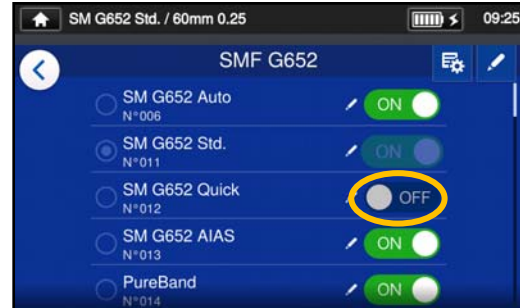 SM G652 Std. / 60mm 0.25
09:25
SMF G652
SM G652 Auto
N°006
ON
SM G652 Std.
N°011
ON
SM G652 Quick
N°012
OFF
SM G652 AIAS
N°013
ON
PureBand
N°014
ON